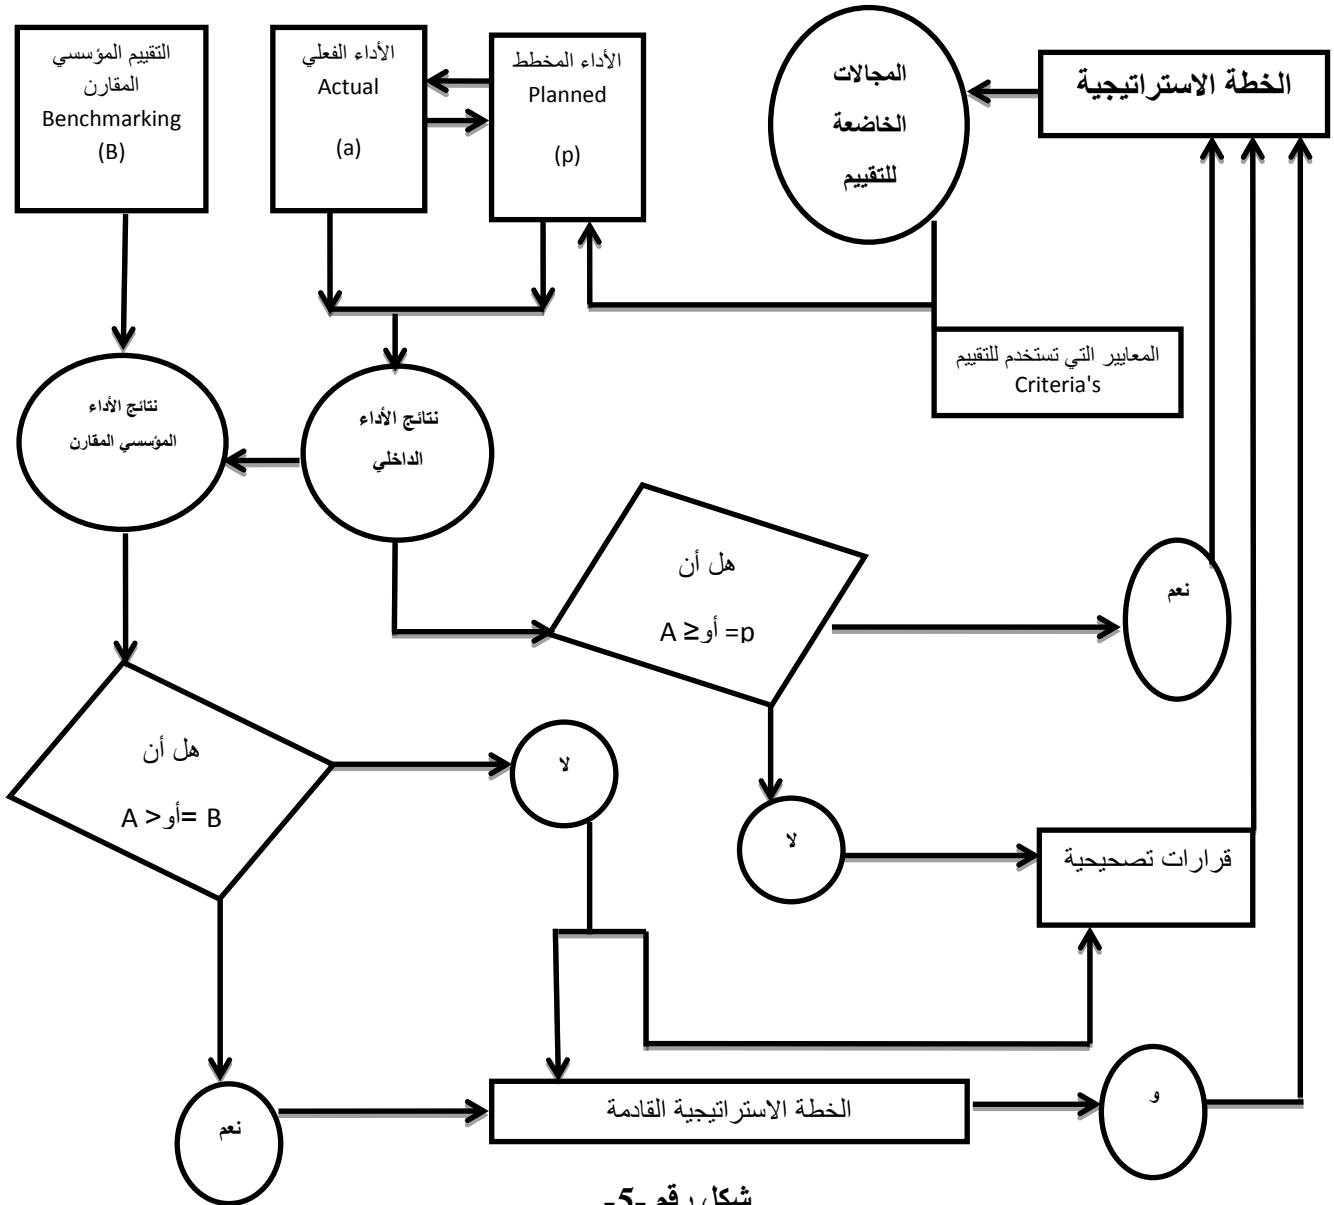 الخطة الاستراتيجية
المجالات
الخاضعة
للتقييم
الأداء المخطط
Planned
(p)
الأداء الفعلي
Actual
(a)
التقييم المؤسسي
المقارن
Benchmarking
(B)
المعايير التي تستخدم للتقييم
Criteria's
نتائج الأداء
الداخلي
نتائج الأداء
المؤسسي المقارن
هل أن
A ≥أو =p
نعم
لا
قرارات تصحيحية
هل أن
A >أو= B
لا
نعم
الخطة الاستراتيجية القادمة
و
شكل رقم -5-